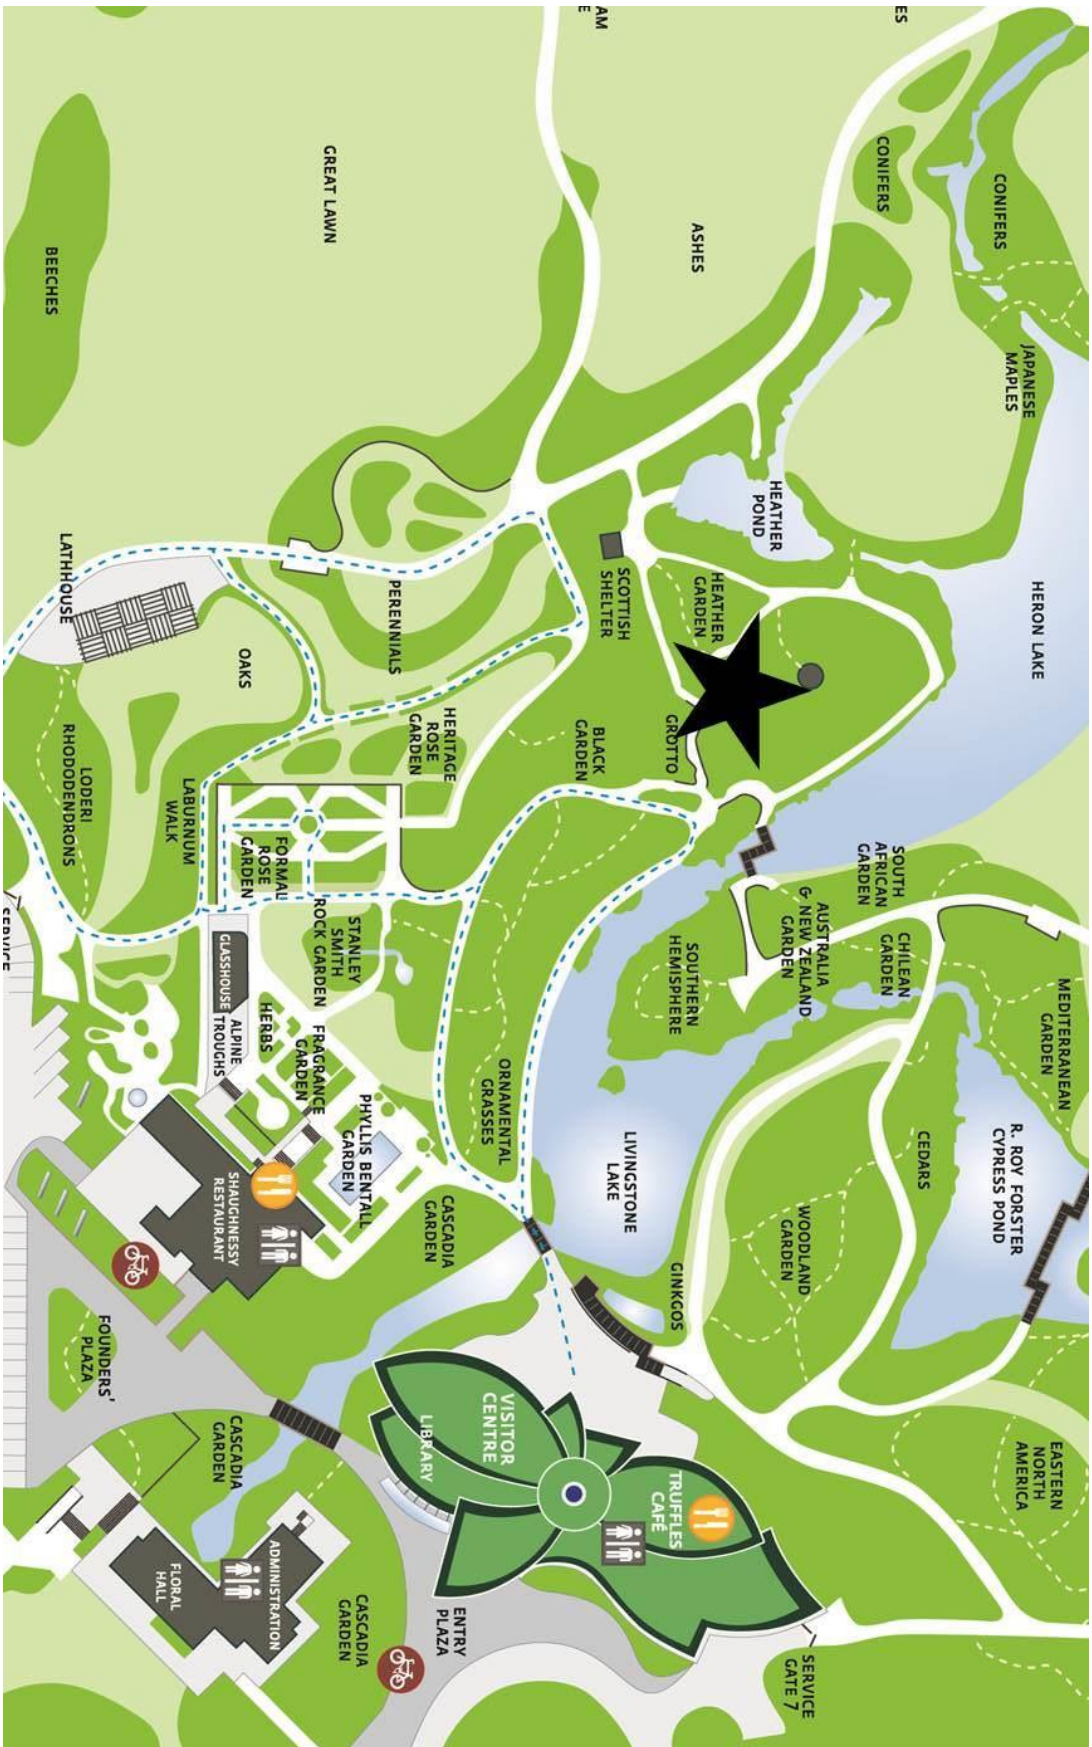 AM
E
ES
GREAT LAWN
BEECHES
ASHES
CONIFERS
CONIFERS
JAPANESE
MAPLES
HEATHER
POND
HERON LAKE
LATHHOUSE
PERENNIALS
SCOTTISH
SHELTER
HEATHER
GARDEN
OAKS
HERITAGE
ROSE
GARDEN
BLACK
GARDEN
GROTTO
LODERI
RHODODENDRONS
LABURNUM
WALK
FORMAL
ROSE
GARDEN
SOUTH
AFRICAN
GARDEN
AUSTRALIA
& NEW ZEALAND
GARDEN
CHILEAN
GARDEN
STANLEY
SMITH
ROCK GARDEN
SOUTHERN
HEMISPHERE
MEDITERRANEAN
GARDEN
SERVICE
GLASSHOUSE
ALPINE
TROUGHS
HERBS
FRAGRANCE
GARDEN
ORNAMENTAL
GRASSES
PHYLLIS BENTALL
GARDEN
LIVINGSTONE
LAKE
CEDARS
R. ROY FORSTER
CYPRESS POND
SHAUGHNESSY
RESTAURANT
CASCADIA
GARDEN
WOODLAND
GARDEN
GINKGOS
FOUNDERS'
PLAZA
VISITOR
CENTRE
LIBRARY
CASCADIA
GARDEN
TRUFFLES
CAFÉ
EASTERN
NORTH
AMERICA
ADMINISTRATION
FLORAL
HALL
CASCADIA
GARDEN
ENTRY
PLAZA
SERVICE
GATE 7